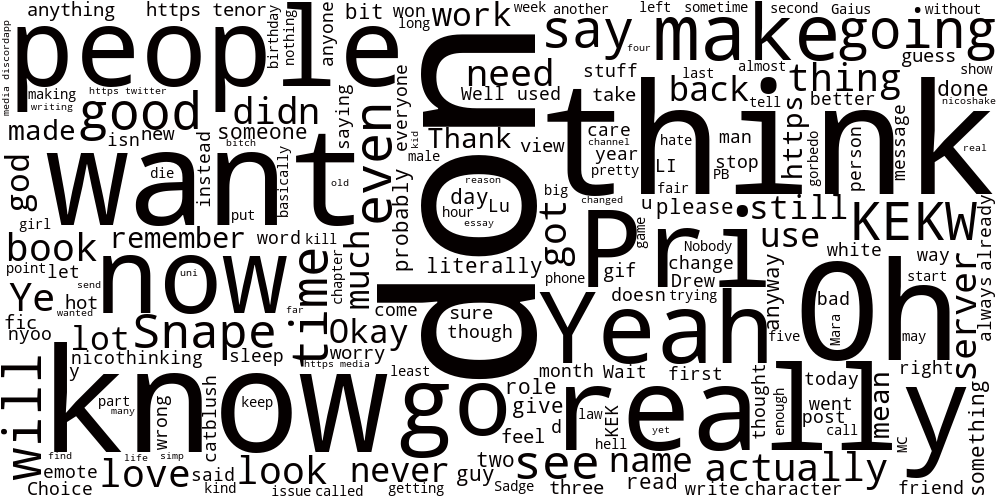 anything
https tenor
birthday
nothing
anyone
bit
won
long
work
week
another
left
sometime
second
Gaius
without
media discordapp
people
don
say
four
make
going
guess
show
making
writing
https twitter
good
didn
need
Well used
stuff
take
last
back
almost
tell
thing
better
done
nicoshake
made
isn
new
someone
bitch
saying
everyone
kid
Thank
view
think
care
channel
year
pretty
hate
man
LI
PB
stop
fair
https
gorbedo
person
message
real
god
girl
want
die
put
instead
basically
old
even
probably
male
reason
day
Lu
hour
essay
big
changed
got
u
please
still
KEKW
book
remember
word
kill
much
literally
phone
Pri
gif
game
Nobody
change
Drew
use
white
way
always
already
point
let
send
now
uni
time
chapter
far
come
doesn
trying
anyway
Oh
bad
Mara
start
server
Ye
hot
wanted
fic
nyoo
lot
Snape
Okay
sure
though
Yeah
five
may
y
nicothinking
sleep
https media
worry
least
month
Wait
first
thought
today
right
will
know
part
many
wrong
catblush
keep
go
role
give
d
feel
law
KEK
hell
really
yet
enough
went
post
call
mean
MC
something
find
life
simp
emote
Choice
love
said
kind
look
issue
called
never
getting
guy
two
Sadge
see
three
name
read
actually
write
character
friend